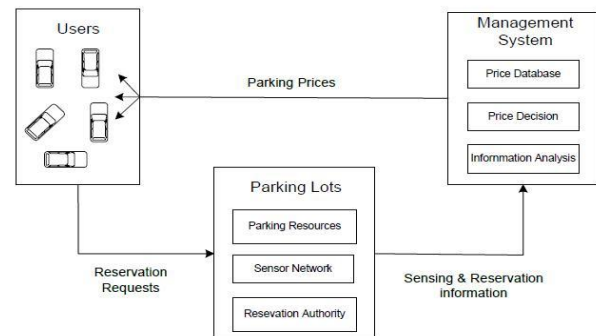 Users
Management
System
Price Database
Price Decision
Infornmation Analysis
Parking Prices
Parking Lots
Parking Resources
Sensor Network
Resevation Authority
Reservation
Requests
Sensing & Reservation
information